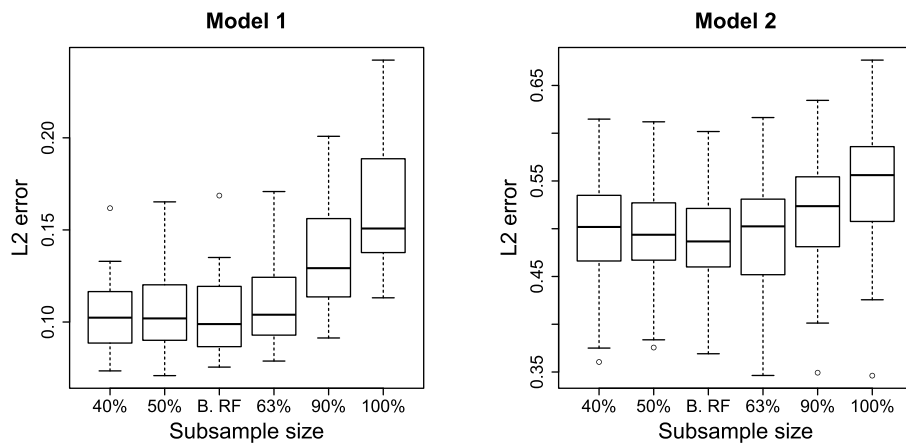 Model 1
L2 error
0.20
0.15
0.10
40% 50% B. RF 63% 90% 100%
Subsample size
Model 2
L2 error
0.65
0.55
0.45
0.35
40% 50% B. RF 63% 90% 100%
Subsample size